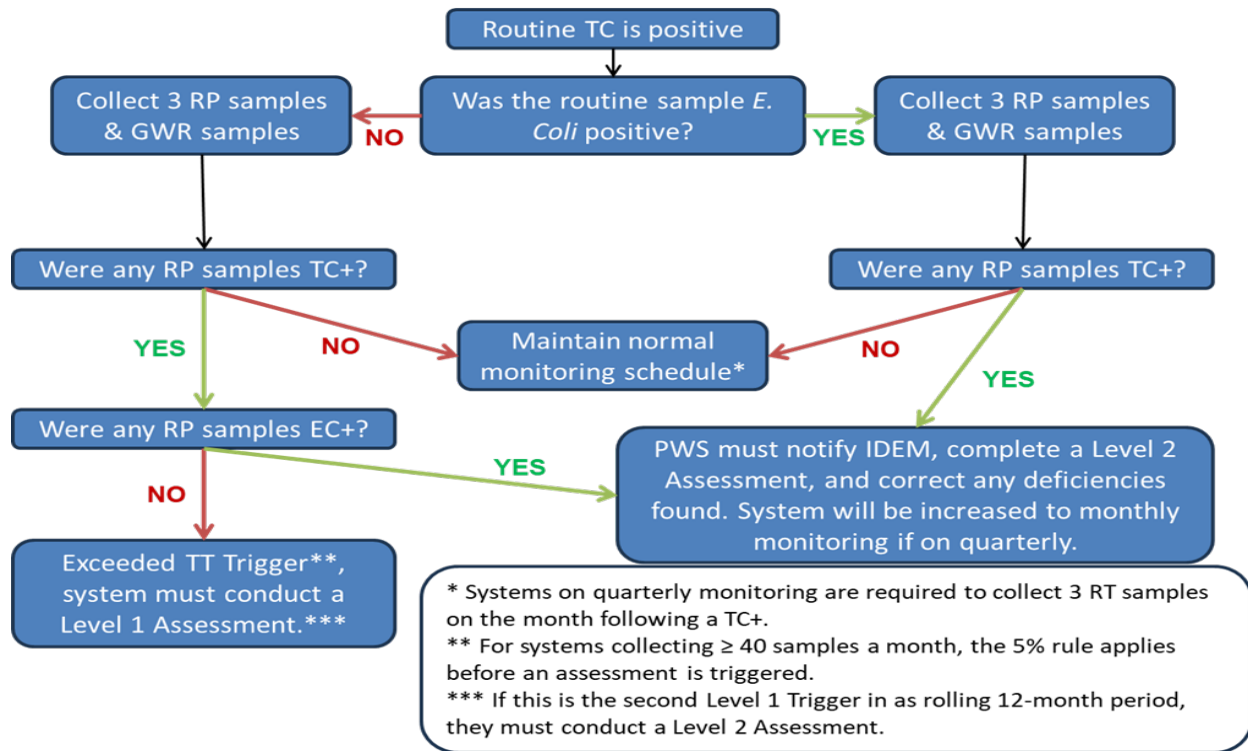 Routine TC is positive
Collect 3 RP samples
& GWR samples
NO
Was the routine sample E.
Coli positive?
YES
Collect 3 RP samples
& GWR samples
Were any RP samples TC+?
Were any RP samples TC+?
YES
NO
Maintain normal
monitoring schedule*
NO
YES
Were any RP samples EC+?
NO
YES
PWS must notify IDEM, complete a Level 2
Assessment, and correct any deficiencies
found. System will be increased to monthly
monitoring if on quarterly.
Exceeded TT Trigger**,
system must conduct a
Level 1 Assessment.***
* Systems on quarterly monitoring are required to collect 3 RT samples
on the month following a TC+.
** For systems collecting ≥ 40 samples a month, the 5% rule applies
before an assessment is triggered.
*** If this is the second Level 1 Trigger in as rolling 12-month period,
they must conduct a Level 2 Assessment.